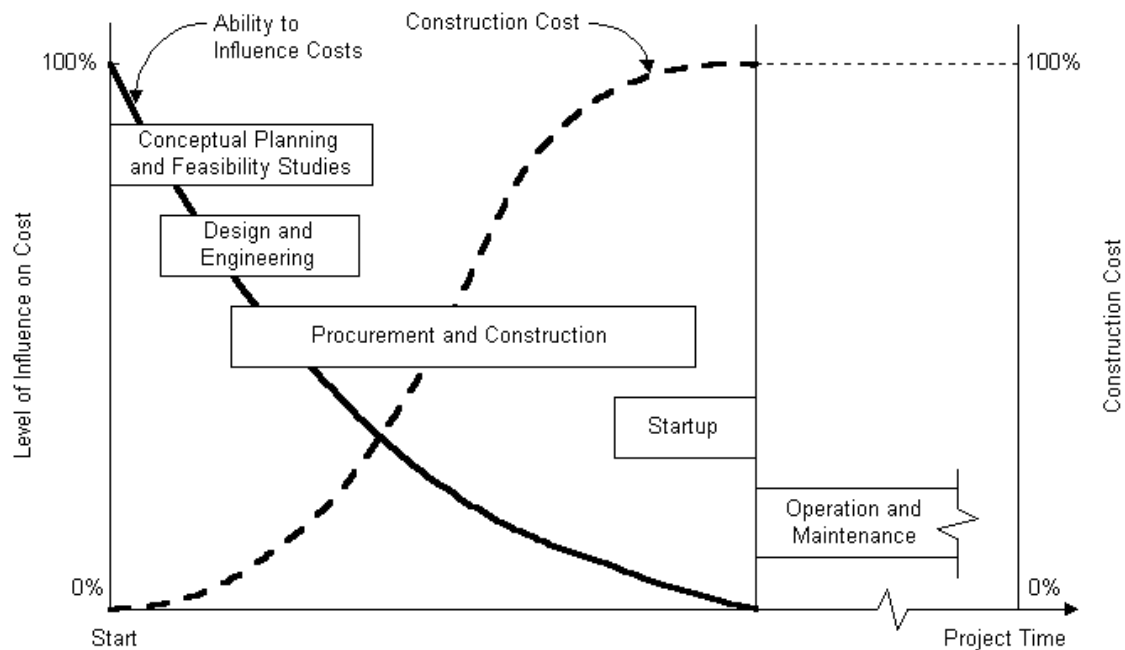 Ability to
Influence Costs
Construction Cost
100%
100%
Conceptual Planning
and Feasibility Studies
Design and
Engineering
Level of Influence on Cost
Construction Cost
Procurement and Construction
Startup
Operation and
Maintenance
0%
0%
Start
Project Time